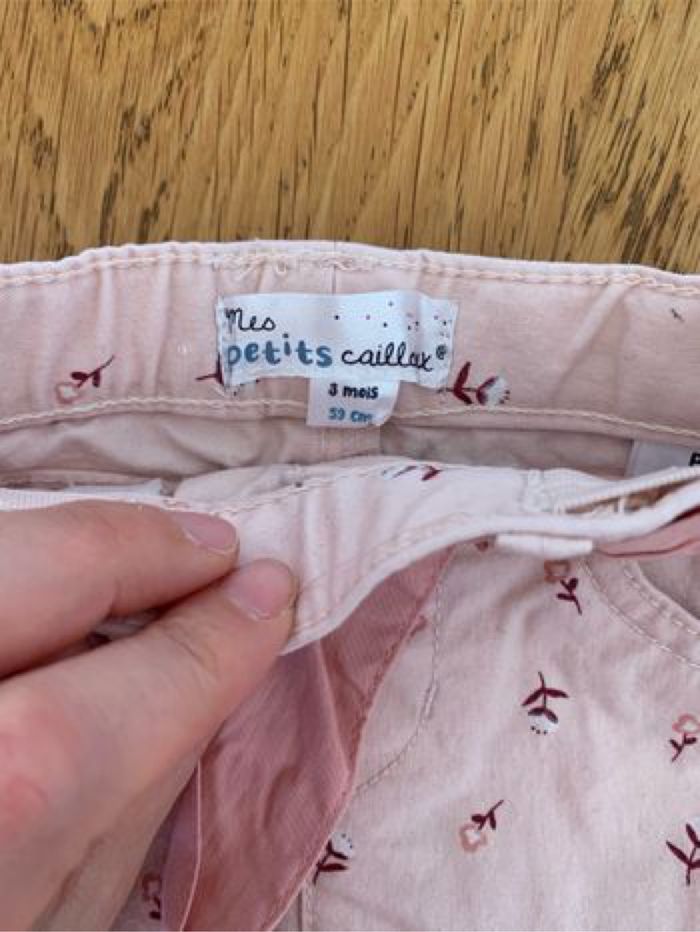 Mes
petits cailloux®
3 mois
59 cm